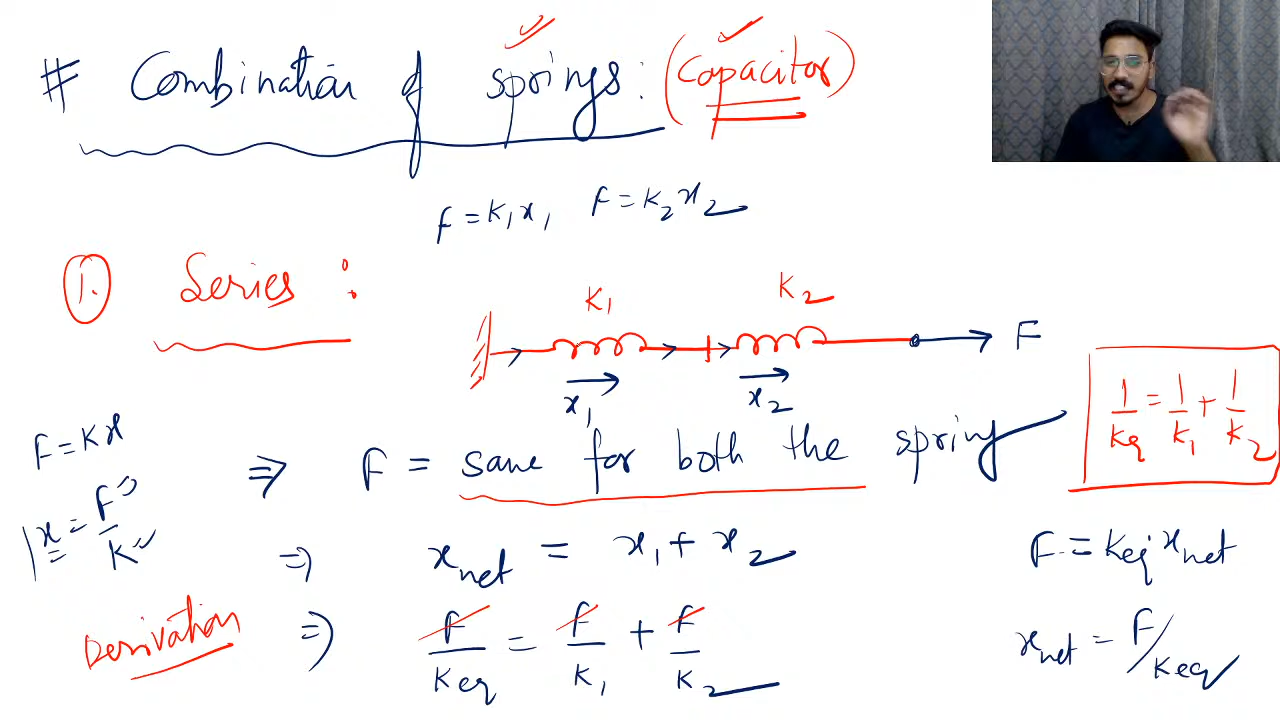 # Combination of springs: (Capacitor)
F = K₁x₁ F = K₂x₂
1. Series:
K₁ K₂
F
x₁ x₂
1/Keq = 1/K₁ + 1/K₂
F = Kx
⇒ F = same for both the spring
x = F/K
⇒ xnet = x₁ + x₂
F = Keq xnet
Derivation ⇒ F/Keq = F/K₁ + F/K₂
xnet = F/Keq